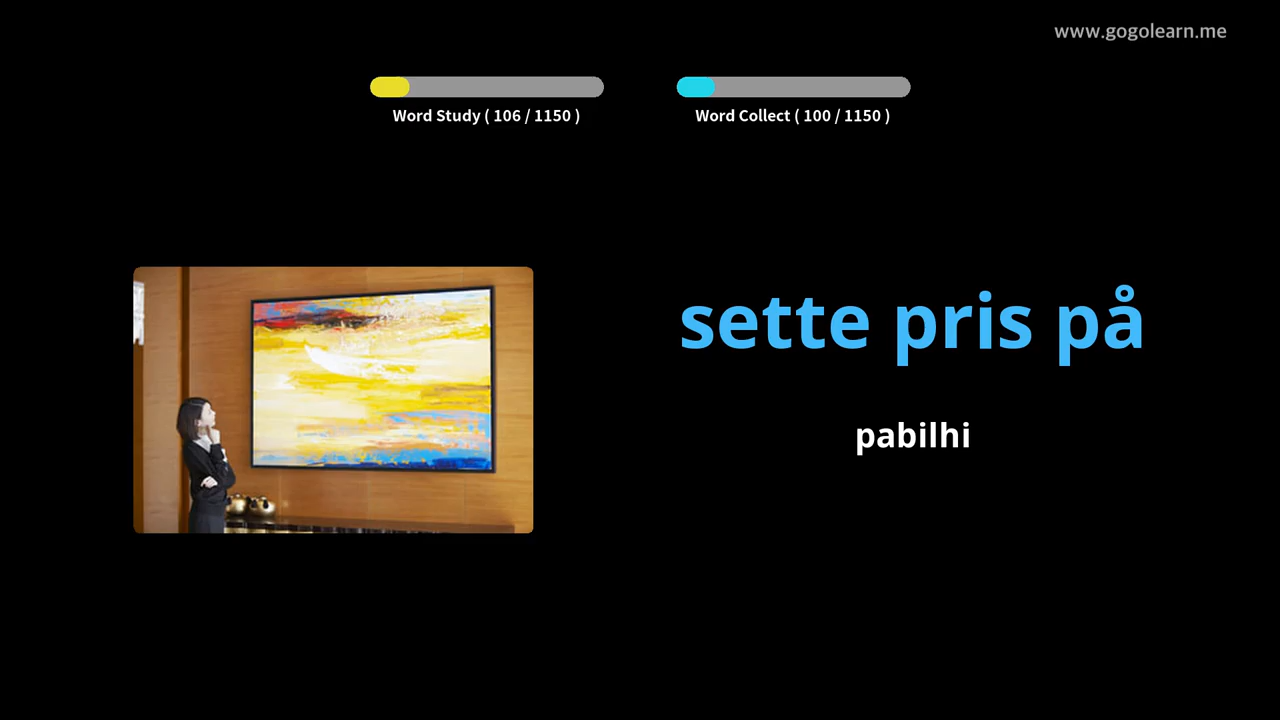 www.gogolearn.me
Word Study ( 106 / 1150 )
Word Collect ( 100 / 1150 )
sette pris på
pabilhi